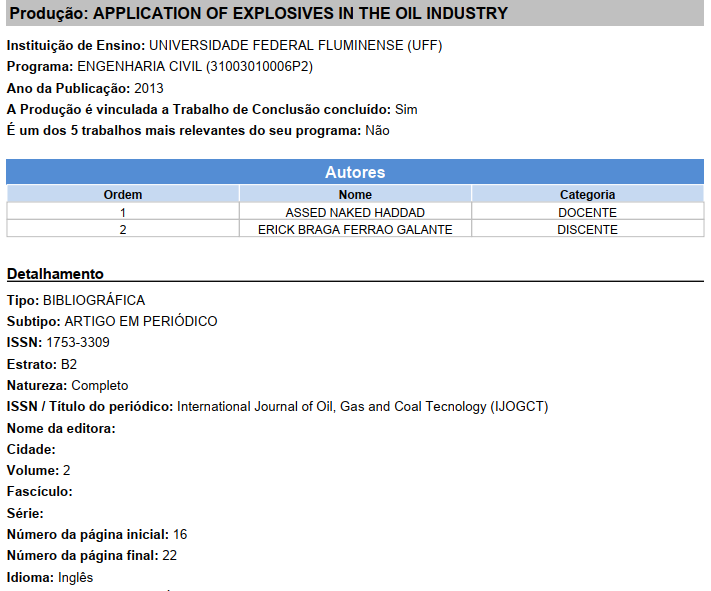 Produção: APPLICATION OF EXPLOSIVES IN THE OIL INDUSTRY
Instituição de Ensino: UNIVERSIDADE FEDERAL FLUMINENSE (UFF)
Programa: ENGENHARIA CIVIL (31003010006P2)
Ano da Publicação: 2013
A Produção é vinculada a Trabalho de Conclusão concluído: Sim
É um dos 5 trabalhos mais relevantes do seu programa: Não
Autores
Ordem Nome Categoria
1 ASSED NAKED HADDAD DOCENTE
2 ERICK BRAGA FERRAO GALANTE DISCENTE
Detalhamento
Tipo: BIBLIOGRÁFICA
Subtipo: ARTIGO EM PERIÓDICO
ISSN: 1753-3309
Estrato: B2
Natureza: Completo
ISSN / Título do periódico: International Journal of Oil, Gas and Coal Tecnology (IJOGCT)
Nome da editora:
Cidade:
Volume: 2
Fascículo:
Série:
Número da página inicial: 16
Número da página final: 22
Idioma: Inglês